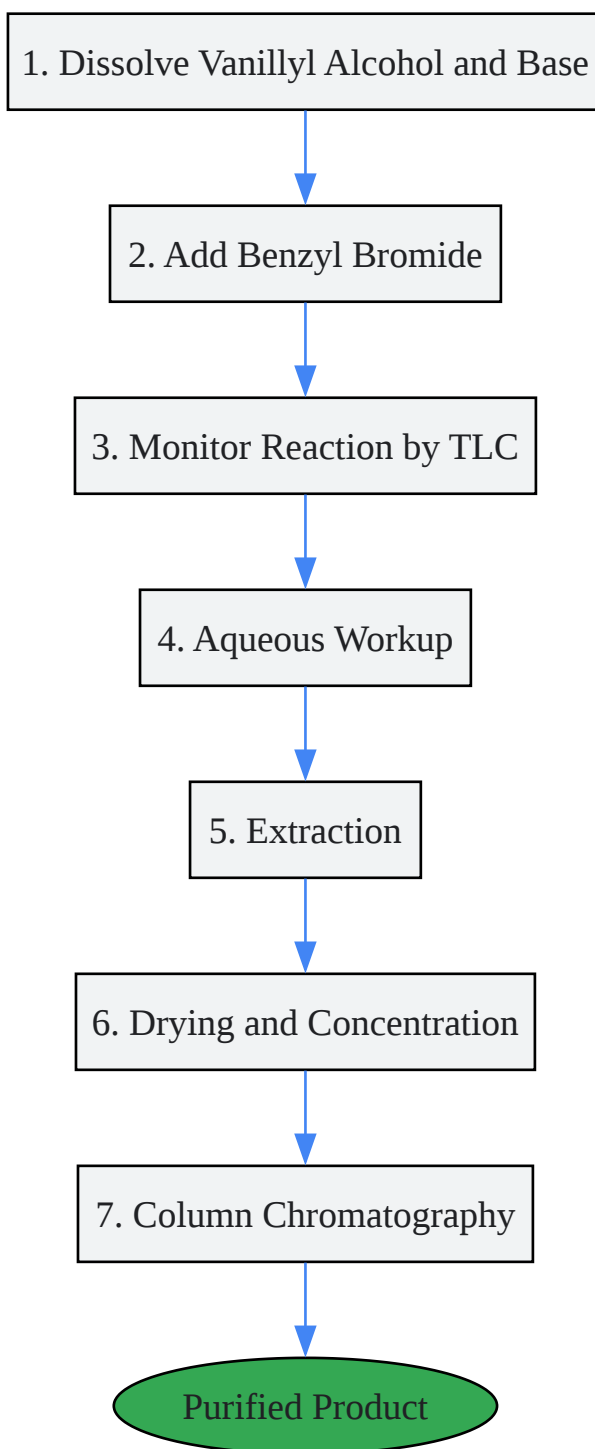 1. Dissolve Vanillyl Alcohol and Base
2. Add Benzyl Bromide
3. Monitor Reaction by TLC
4. Aqueous Workup
5. Extraction
6. Drying and Concentration
7. Column Chromatography
Purified Product